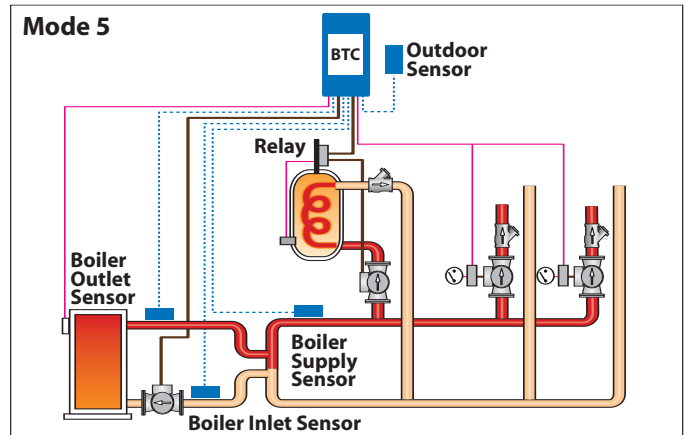 Mode 5
BTC
Outdoor
Sensor
Relay
Boiler
Outlet
Sensor
Boiler
Supply
Sensor
Boiler Inlet Sensor